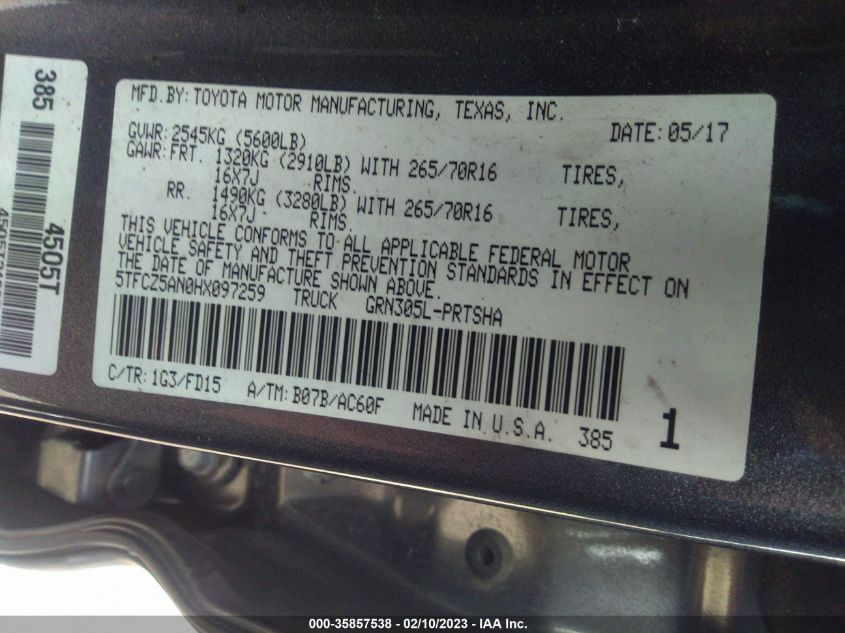 MFD.BY:TOYOTA MOTOR MANUFACTURING, TEXAS, INC.
DATE:05/17
GVWR:2545KG (5600LB)
GAWR:FRT. 1320KG (2910LB) WITH 265/70R16 TIRES,
16X7J RIMS.
RR. 1490KG (3280LB) WITH 265/70R16 TIRES,
16X7J RIMS.
THIS VEHICLE CONFORMS TO ALL APPLICABLE FEDERAL MOTOR
VEHICLE SAFETY AND THEFT PREVENTION STANDARDS IN EFFECT ON
THE DATE OF MANUFACTURE SHOWN ABOVE.
5TFCZ5AN0HX097259 TRUCK GRN305L-PRTSHA
C/TR:1G3/FD15 A/TM:B07B/AC60F MADE IN U.S.A. 385 1
385
4505T
000-35857538 - 02/10/2023 - IAA Inc.